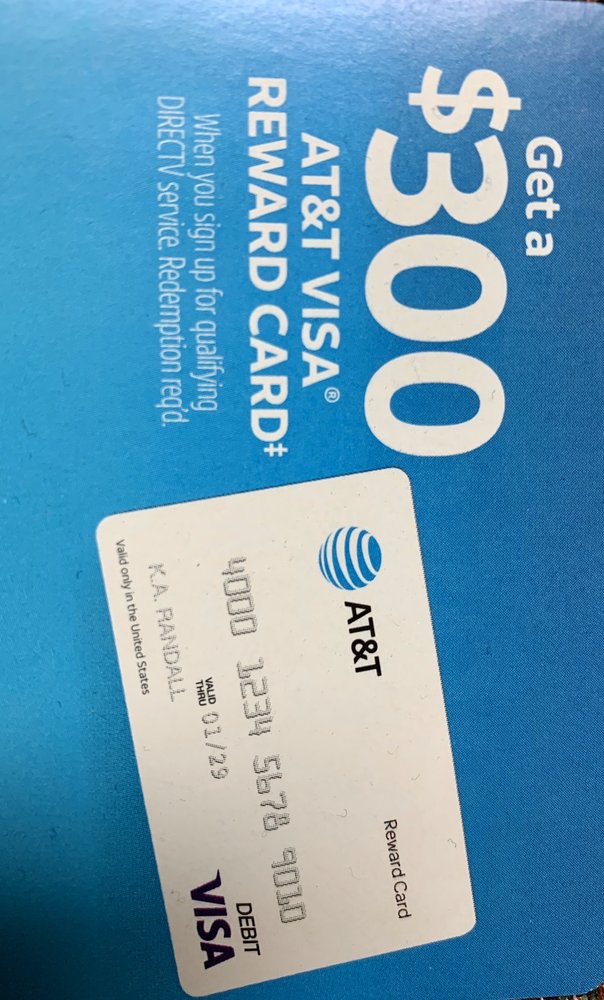 Get a
$300
AT&T VISA®
REWARD CARD‡
When you sign up for qualifying
DIRECTV service. Redemption req'd.
AT&T
Reward Card
4000 1234 5678 9010
VALID
THRU 01/29
K.A. RANDALL
Valid only in the United States
DEBIT
VISA